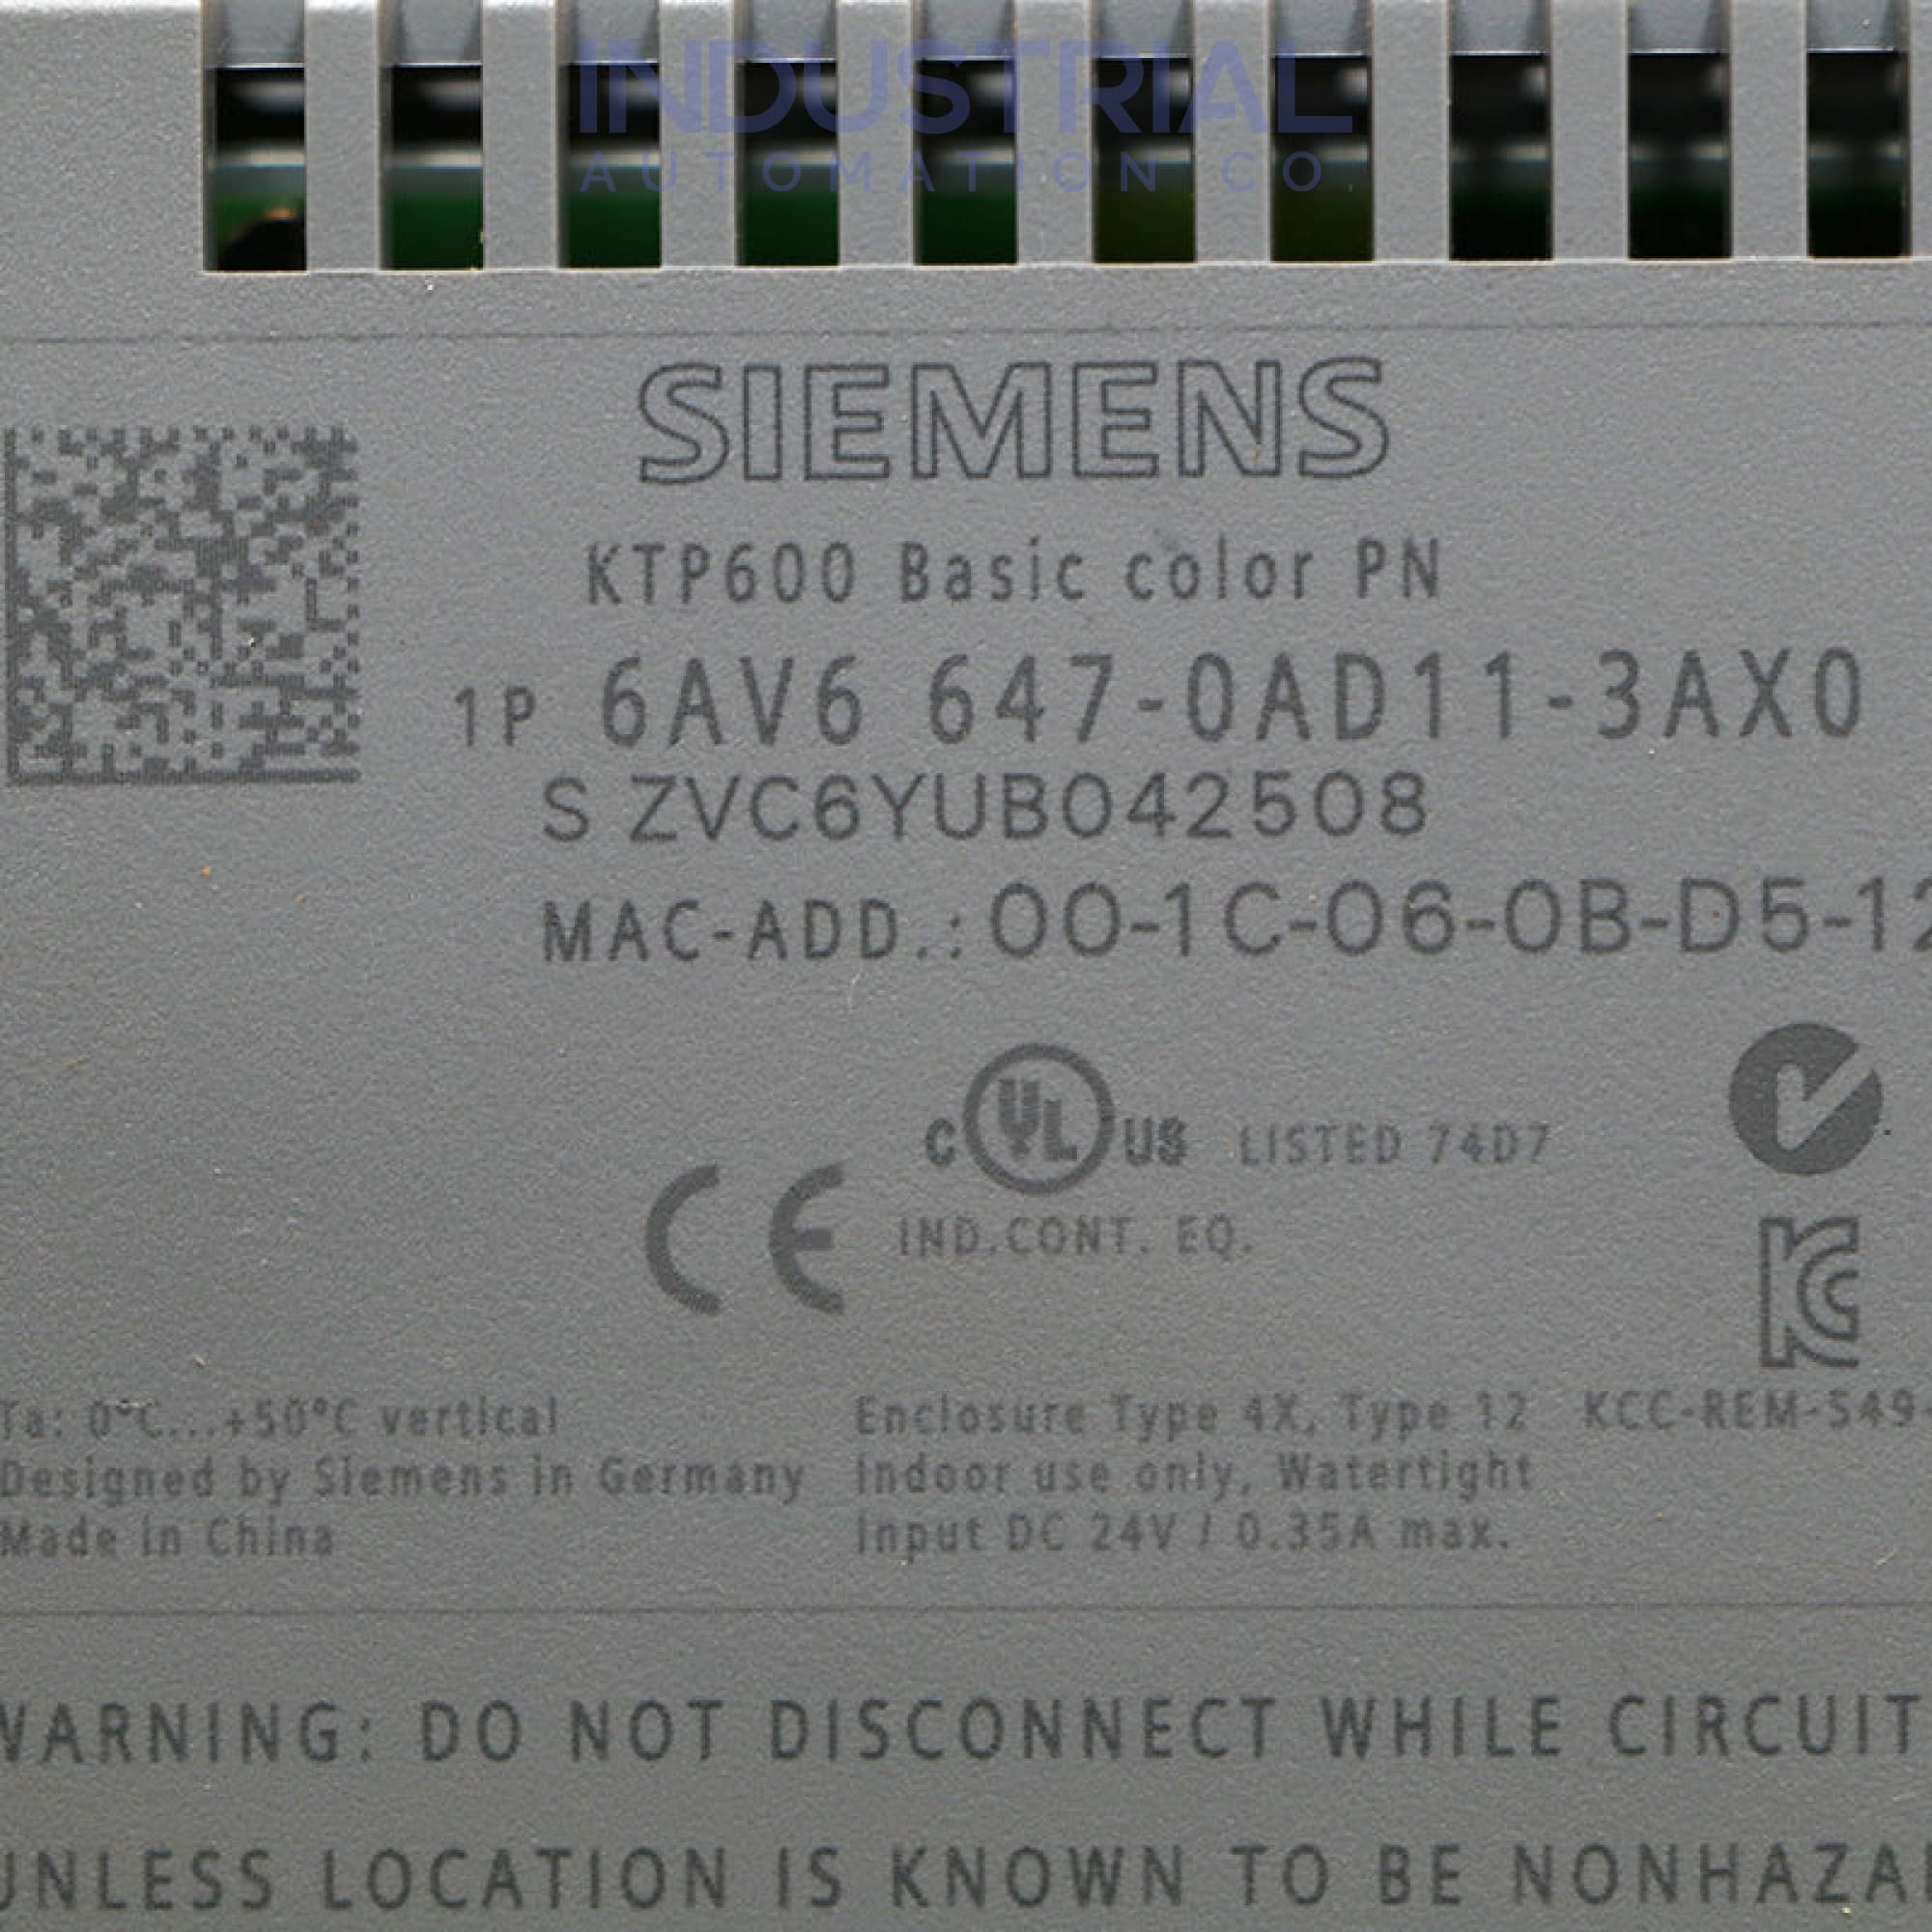 INDUSTRIAL
AUTOMATION CO.
SIEMENS
KTP600 Basic color PN
1P 6AV6 647-0AD11-3AX0
S ZVC6YUB042508
MAC-ADD.: 00-1C-06-0B-D5-12
C UL US LISTED 74D7
CE IND.CONT. EQ.
Ta: 0°C...+50°C vertical
Designed by Siemens in Germany
Made in China
Enclosure Type 4X, Type 12
Indoor use only, Watertight
Input DC 24V / 0.35A max.
KCC-REM-S49-
WARNING: DO NOT DISCONNECT WHILE CIRCUIT
UNLESS LOCATION IS KNOWN TO BE NONHAZA